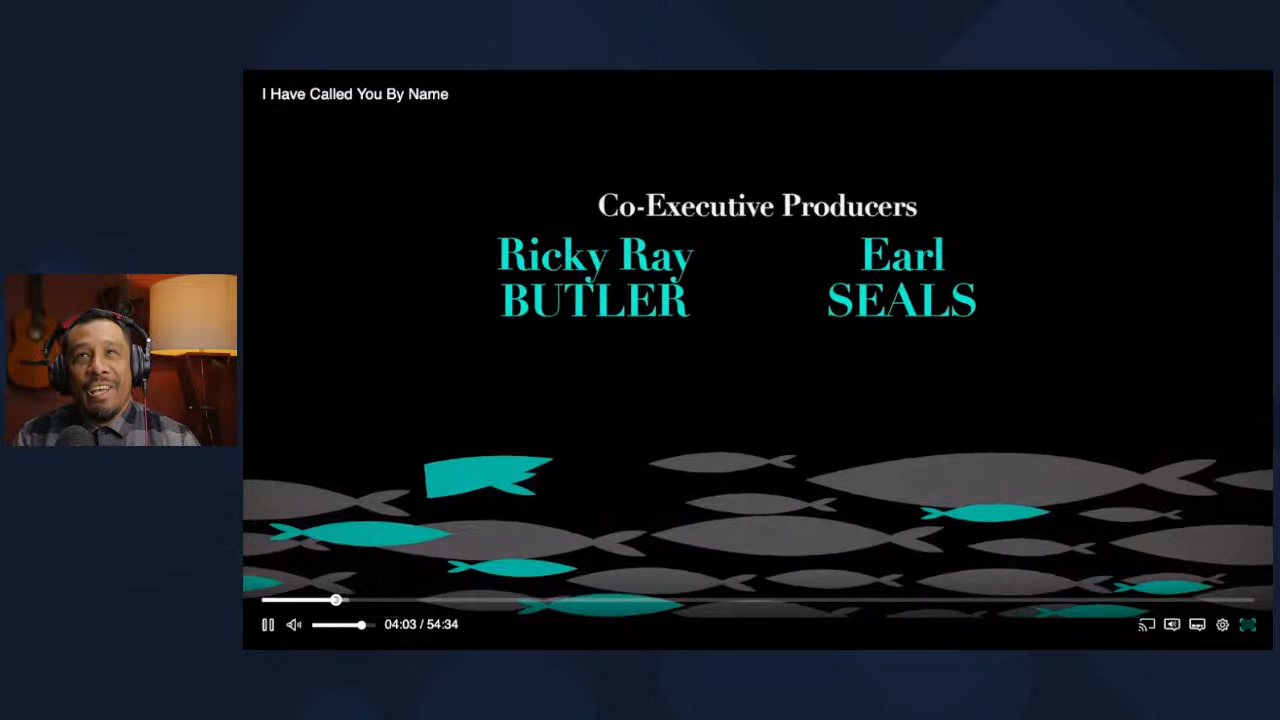 I Have Called You By Name
Co-Executive Producers
Ricky Ray Earl
BUTLER SEALS
04:03 / 54:34